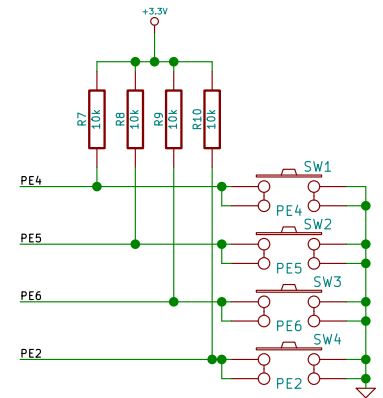 +3.3V
R7 10k
R8 10k
R9 10k
R10 10k
PE4
SW1
PE4
PE5
SW2
PE5
PE6
SW3
PE6
PE2
SW4
PE2